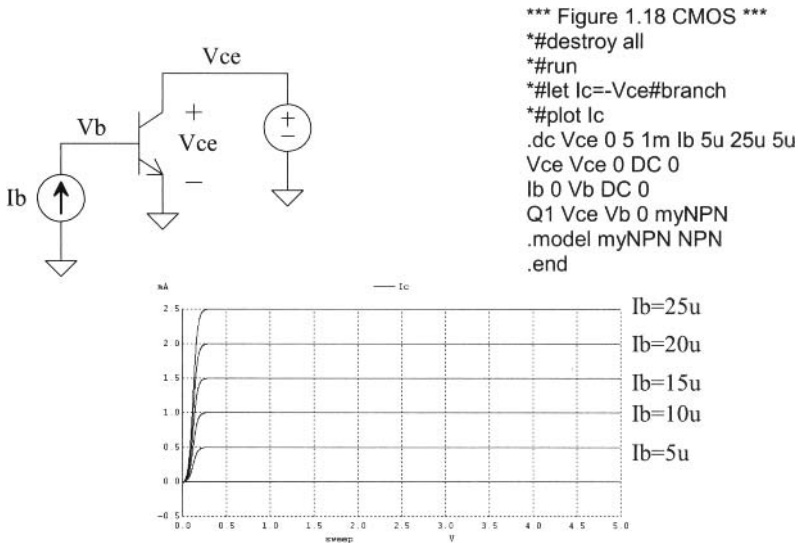 *** Figure 1.18 CMOS ***
*#destroy all
*#run
*#let Ic=-Vce#branch
*#plot Ic
.dc Vce 0 5 1m Ib 5u 25u 5u
Vce Vce 0 DC 0
Ib 0 Vb DC 0
Q1 Vce Vb 0 myNPN
.model myNPN NPN
.end
Vce
Vb
+
Vce
−
+
−
Ib
mA
Ic
2.5
2.0
1.5
1.0
0.5
0.0
-0.5
Ib=25u
Ib=20u
Ib=15u
Ib=10u
Ib=5u
0.0 0.5 1.0 1.5 2.0 2.5 3.0 3.5 4.0 4.5 5.0
sweep V